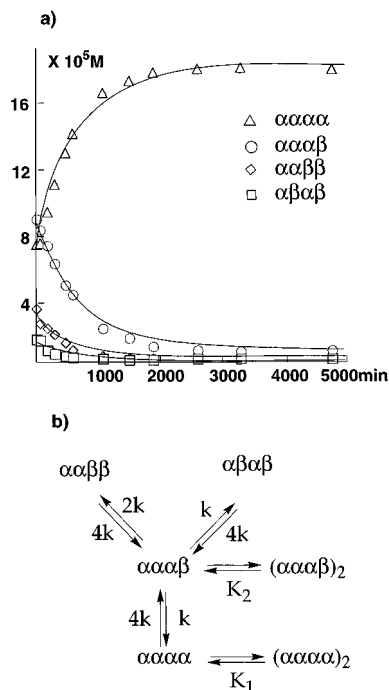 a)
X 10⁵M
16
12
8
4
1000 2000 3000 4000 5000min
αααα
αααβ
ααββ
αβαβ
b)
ααββ αβαβ
2k k
4k 4k
αααβ (αααβ)₂
K₂
4k k
αααα (αααα)₂
K₁